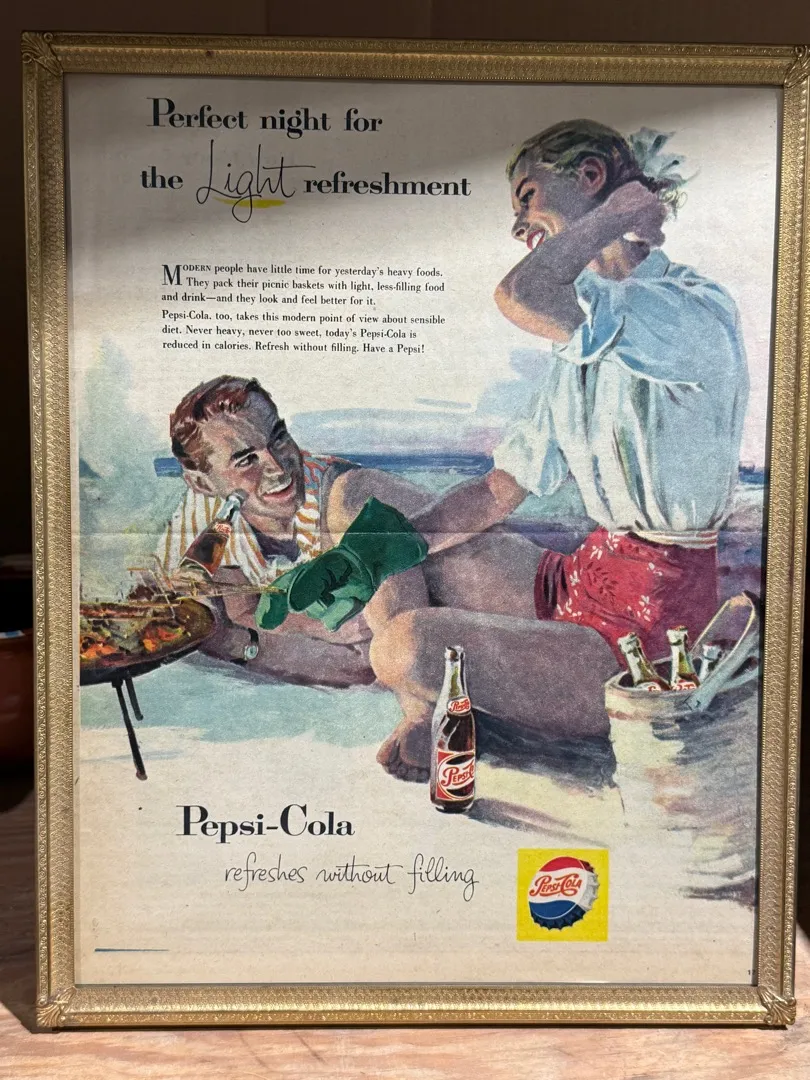 Perfect night for
the Light refreshment
MODERN people have little time for yesterday's heavy foods.
They pack their picnic baskets with light, less-filling food
and drink—and they look and feel better for it.
Pepsi-Cola, too, takes this modern point of view about sensible
diet. Never heavy, never too sweet, today's Pepsi-Cola is
reduced in calories. Refresh without filling. Have a Pepsi!
Pepsi-Cola
refreshes without filling
PEPSI-COLA